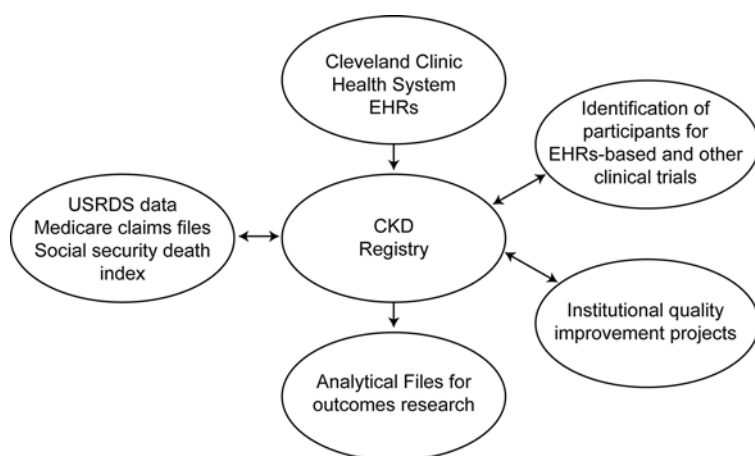 Cleveland Clinic
Health System
EHRs
Identification of
participants for
EHRs-based and other
clinical trials
USRDS data
Medicare claims files
Social security death
index
CKD
Registry
Institutional quality
improvement projects
Analytical Files for
outcomes research